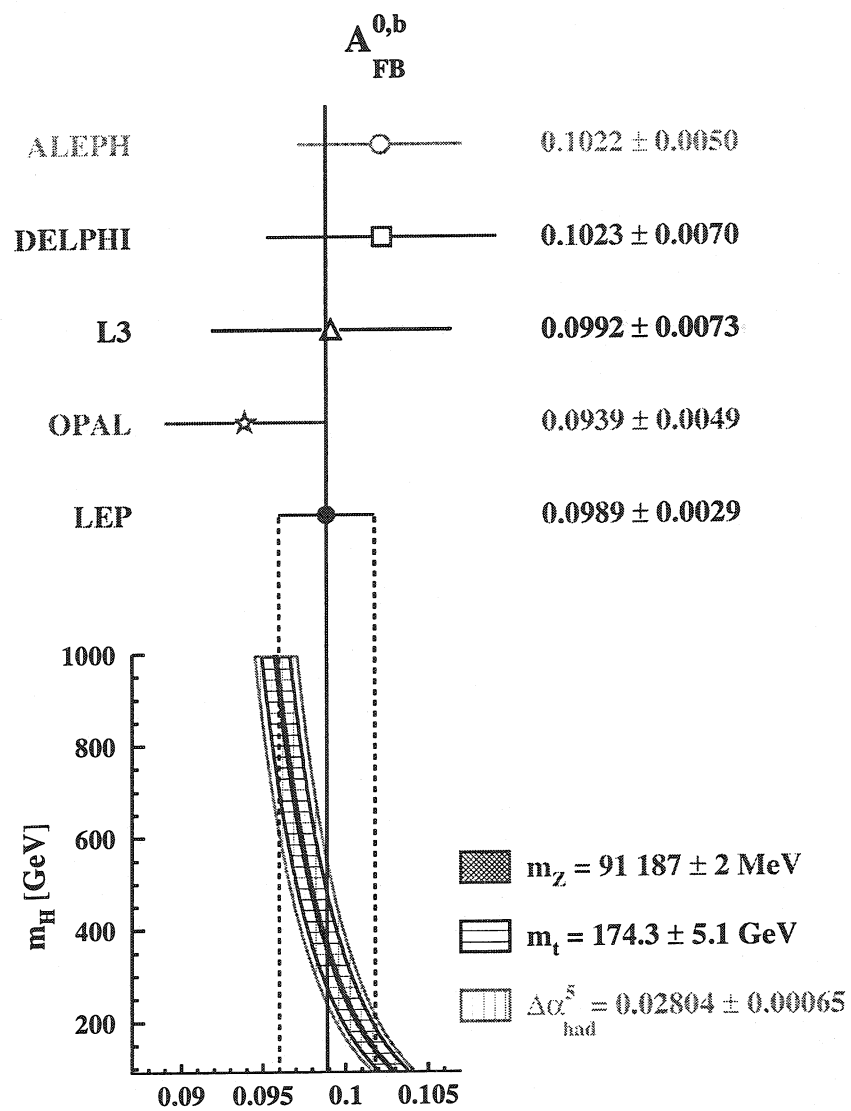 A^{0,b}_{FB}
ALEPH 0.1022 ± 0.0050
DELPHI 0.1023 ± 0.0070
L3 0.0992 ± 0.0073
OPAL 0.0939 ± 0.0049
LEP 0.0989 ± 0.0029
1000
800
600
400
200
m_H [GeV]
m_Z = 91 187 ± 2 MeV
m_t = 174.3 ± 5.1 GeV
Δα^5_{had} = 0.02804 ± 0.00065
0.09 0.095 0.1 0.105